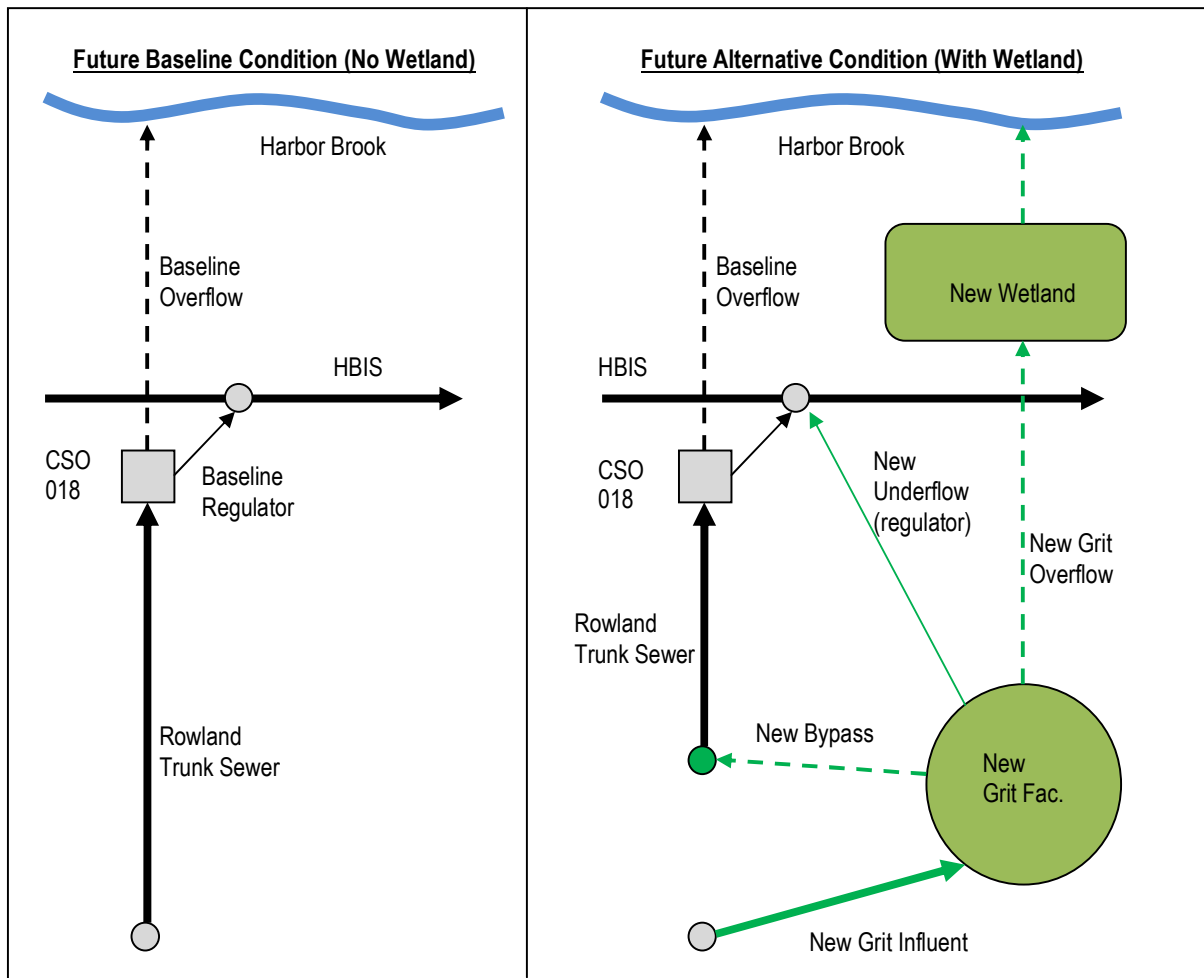 Future Baseline Condition (No Wetland)
Harbor Brook
Baseline
Overflow
HBIS
CSO
018
Baseline
Regulator
Rowland
Trunk Sewer
Future Alternative Condition (With Wetland)
Harbor Brook
Baseline
Overflow
New Wetland
HBIS
CSO
018
New
Underflow
(regulator)
New Grit
Overflow
Rowland
Trunk Sewer
New Bypass
New
Grit Fac.
New Grit Influent